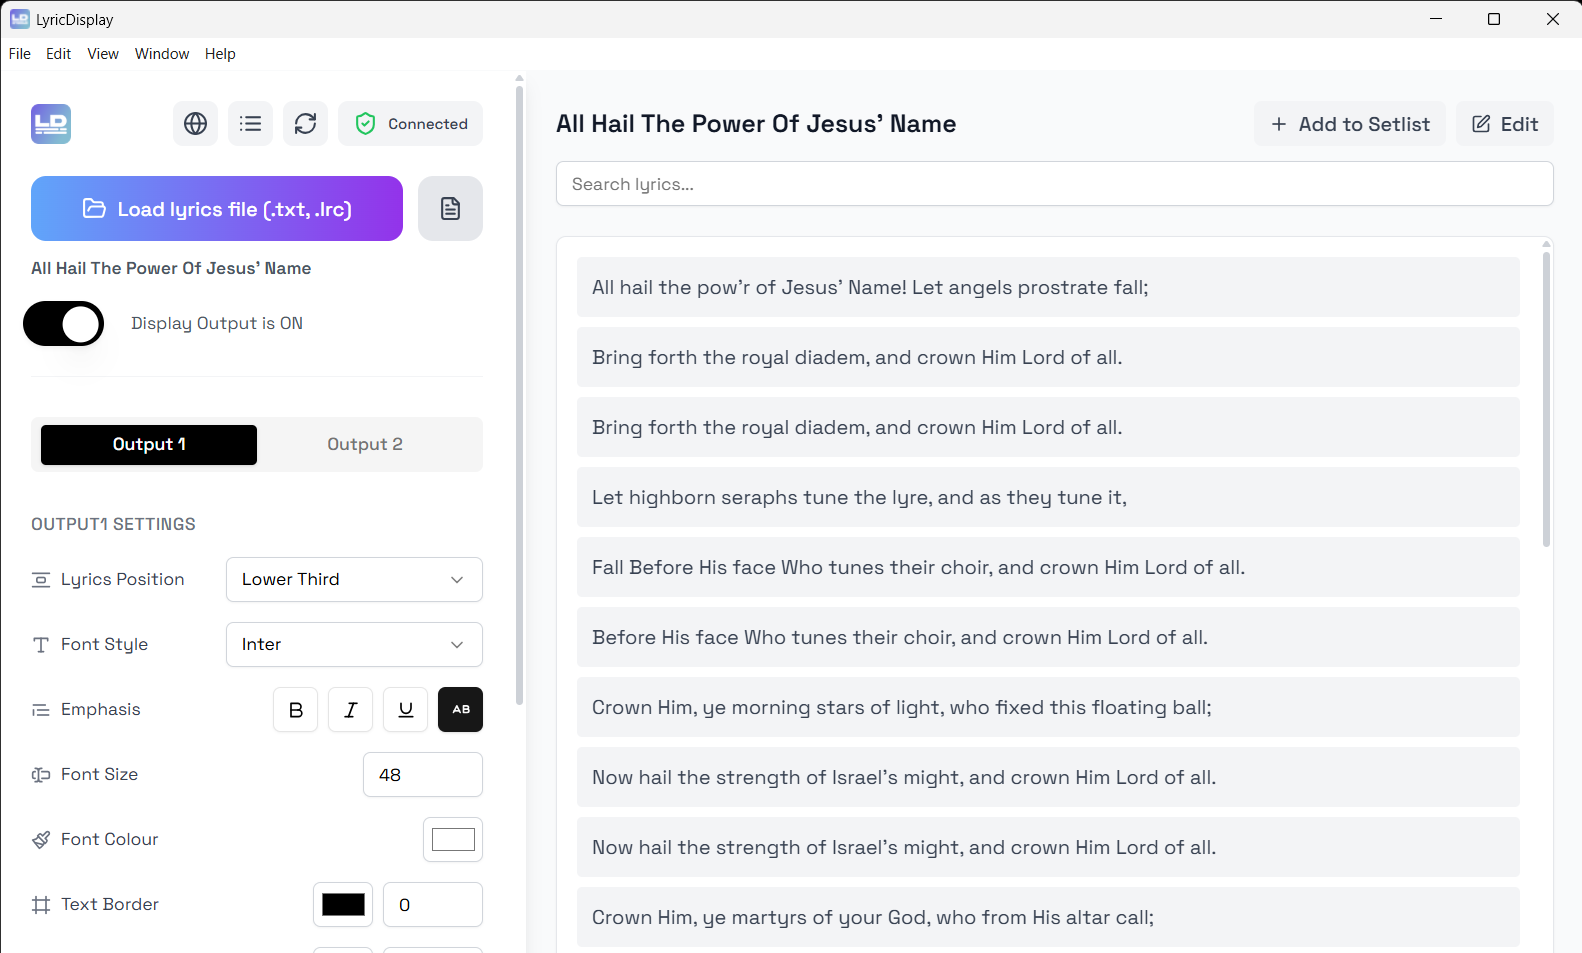 LyricDisplay
File Edit View Window Help
LD
Connected
Load lyrics file (.txt, .lrc)
All Hail The Power Of Jesus' Name
Display Output is ON
Output 1 Output 2
OUTPUT1 SETTINGS
Lyrics Position Lower Third
Font Style Inter
Emphasis B I U AB
Font Size 48
Font Colour
Text Border 0
All Hail The Power Of Jesus' Name
+ Add to Setlist Edit
Search lyrics...
All hail the pow'r of Jesus' Name! Let angels prostrate fall;
Bring forth the royal diadem, and crown Him Lord of all.
Bring forth the royal diadem, and crown Him Lord of all.
Let highborn seraphs tune the lyre, and as they tune it,
Fall Before His face Who tunes their choir, and crown Him Lord of all.
Before His face Who tunes their choir, and crown Him Lord of all.
Crown Him, ye morning stars of light, who fixed this floating ball;
Now hail the strength of Israel's might, and crown Him Lord of all.
Now hail the strength of Israel's might, and crown Him Lord of all.
Crown Him, ye martyrs of your God, who from His altar call;